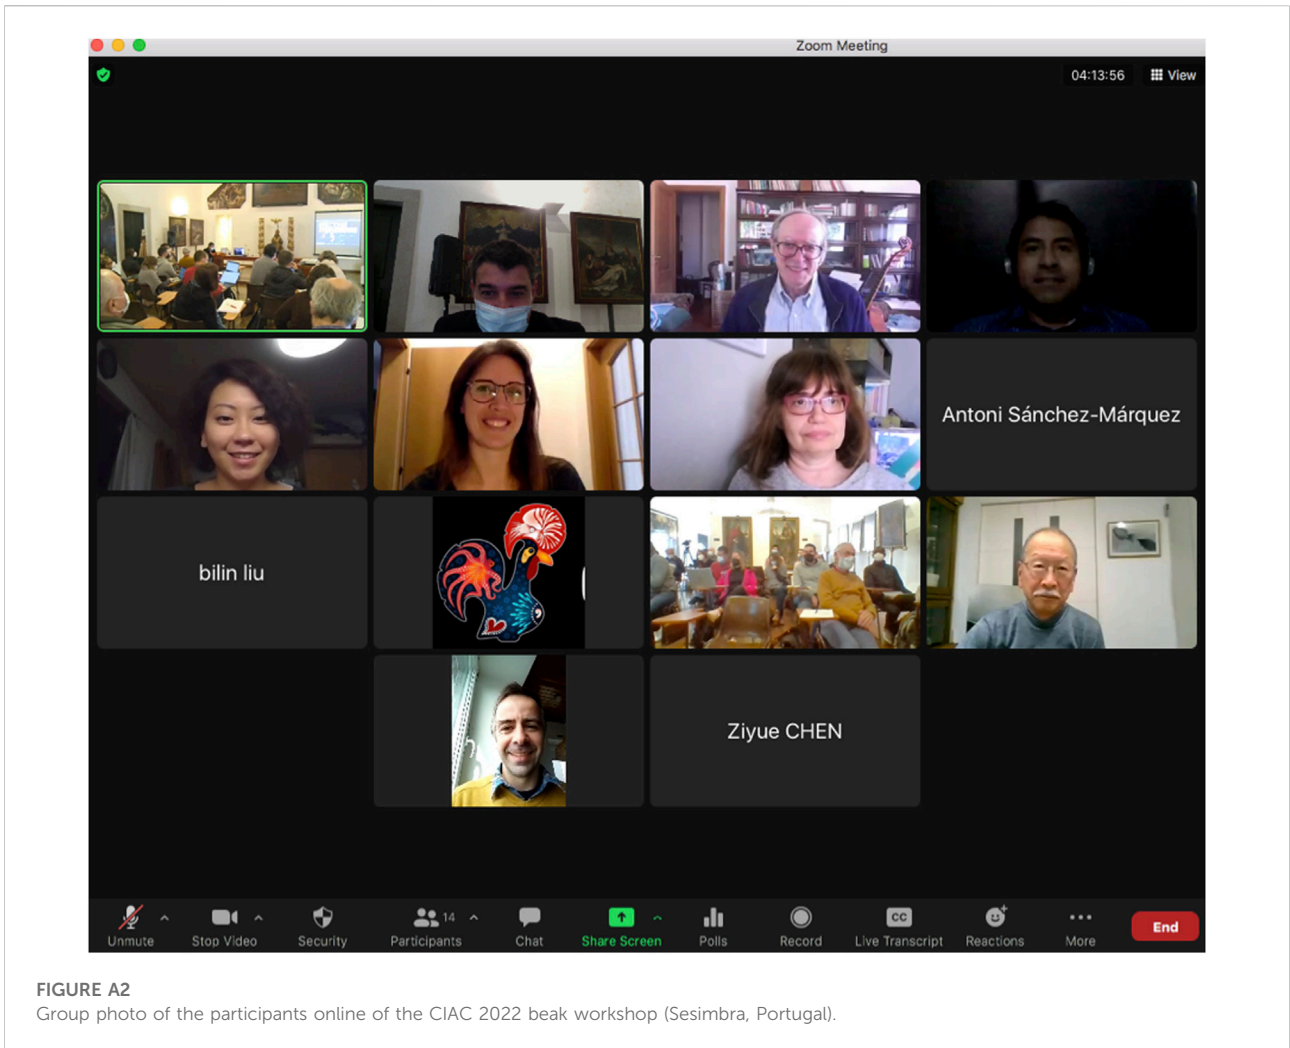 Zoom Meeting
04:13:56 View
Antoni Sánchez-Márquez
bilin liu
Ziyue CHEN
14
Unmute Stop Video Security Participants Chat Share Screen Polls Record Live Transcript Reactions More End
CC
FIGURE A2
Group photo of the participants online of the CIAC 2022 beak workshop (Sesimbra, Portugal).